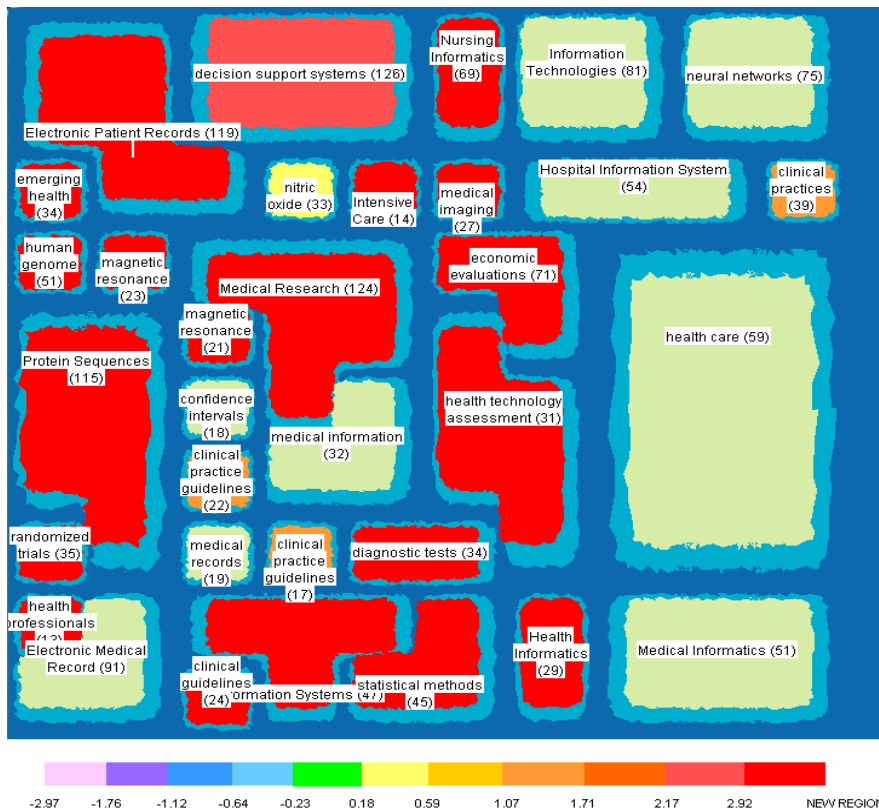 decision support systems (126)
Nursing
Informatics
(69)
Information
Technologies (81)
neural networks (75)
Electronic Patient Records (119)
emerging
health
(34)
nitric
oxide (33)
Intensive
Care (14)
medical
imaging
(27)
Hospital Information System
(54)
clinical
practices
(39)
human
genome
(51)
magnetic
resonance
(23)
Medical Research (124)
economic
evaluations (71)
magnetic
resonance
(21)
health care (59)
Protein Sequences
(115)
confidence
intervals
(18)
medical information
(32)
health technology
assessment (31)
clinical
practice
guidelines
(22)
randomized
trials (35)
medical
records
(19)
clinical
practice
guidelines
(17)
diagnostic tests (34)
health
professionals
Electronic Medical
Record (91)
clinical
guidelines
(24)
Systems (47)
statistical methods
(45)
Health
Informatics
(29)
Medical Informatics (51)
-2.97 -1.76 -1.12 -0.64 -0.23 0.18 0.59 1.07 1.71 2.17 2.92 NEW REGION